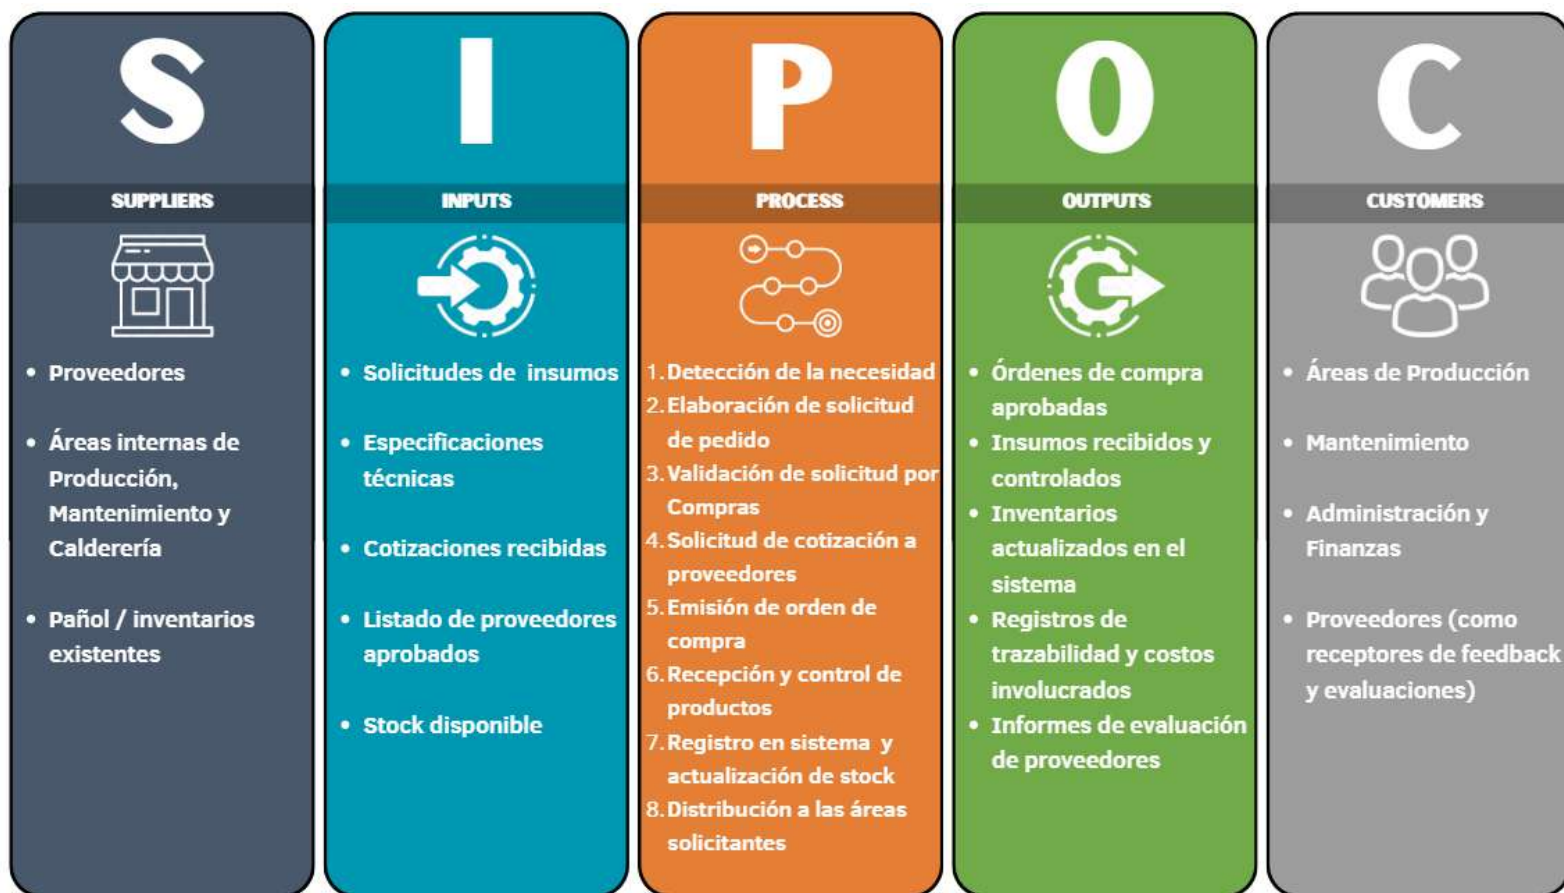 S
SUPPLIERS
• Proveedores
• Áreas internas de
Producción,
Mantenimiento y
Calderería
• Pañol / inventarios
existentes
I
INPUTS
• Solicitudes de insumos
• Especificaciones
técnicas
• Cotizaciones recibidas
• Listado de proveedores
aprobados
• Stock disponible
P
PROCESS
1. Detección de la necesidad
2. Elaboración de solicitud
de pedido
3. Validación de solicitud por
Compras
4. Solicitud de cotización a
proveedores
5. Emisión de orden de
compra
6. Recepción y control de
productos
7. Registro en sistema y
actualización de stock
8. Distribución a las áreas
solicitantes
O
OUTPUTS
• Órdenes de compra
aprobadas
• Insumos recibidos y
controlados
• Inventarios
actualizados en el
sistema
• Registros de
trazabilidad y costos
involucrados
• Informes de evaluación
de proveedores
C
CUSTOMERS
• Áreas de Producción
• Mantenimiento
• Administración y
Finanzas
• Proveedores (como
receptores de feedback
y evaluaciones)